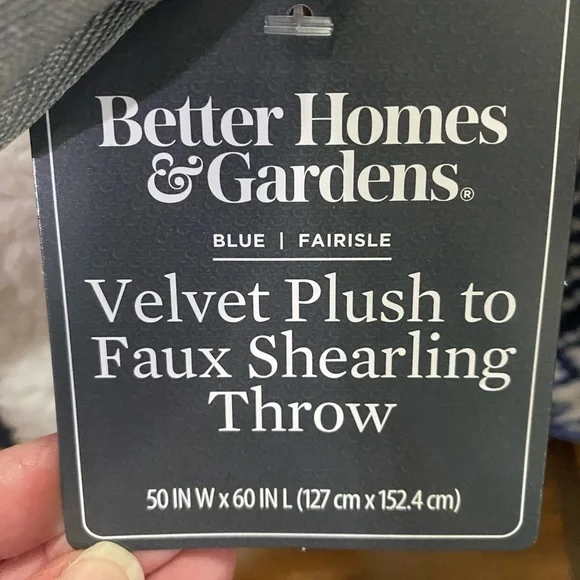 Better Homes
& Gardens®
BLUE | FAIRISLE
Velvet Plush to
Faux Shearling
Throw
50 IN W x 60 IN L (127 cm x 152.4 cm)